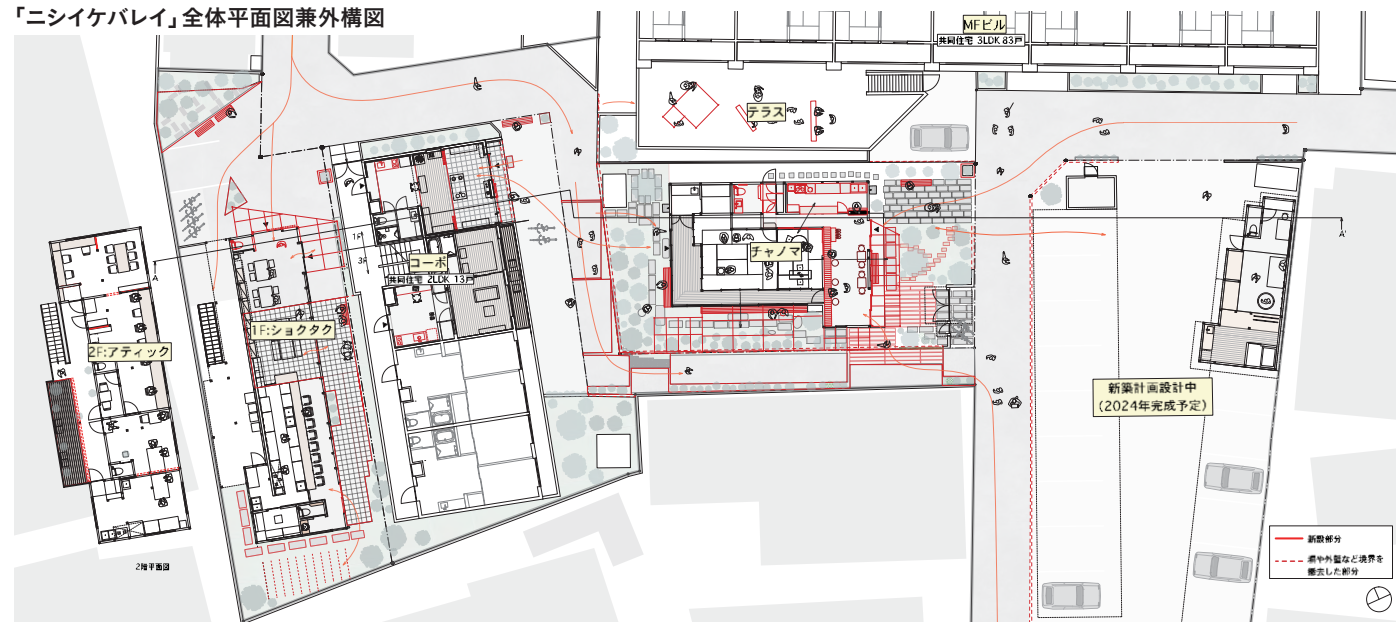 「ニシイケバレイ」全体平面図兼外構図
MFビル
共同住宅 3LDK 83戸
テラス
チャノマ
コーポ
共同住宅 2LDK 13戸
1F
3F
1F:ショクタク
2F:アティック
A
A'
新築計画設計中
(2024年完成予定)
2階平面図
新設部分
塀や外壁など境界を
撤去した部分